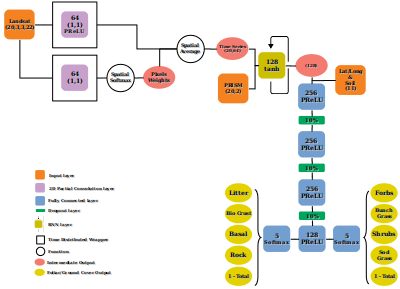 Landsat
(20,3,3,22)
64
(1,1)
PReLU
64
(1,1)
Spatial
Softmax
Pixels
Weights
Spatial
Average
Time-Series
(20,64)
PRISM
(20,2)
128
tanh
(128)
Lat/Long
&
Soil
(11)
256
PReLU
10%
256
PReLU
10%
256
PReLU
10%
128
PReLU
5
Softmax
5
Softmax
Litter
Bio Crust
Basal
Rock
1 - Total
Forbs
Bunch
Grass
Shrubs
Sod
Grass
1 - Total
Input layer
2D Partial Convolution layer
Fully Connected layer
Dropout layer
RNN layer
Time Distributed Wrapper
Function
Intermediate Output
Foliar/Ground Cover Output